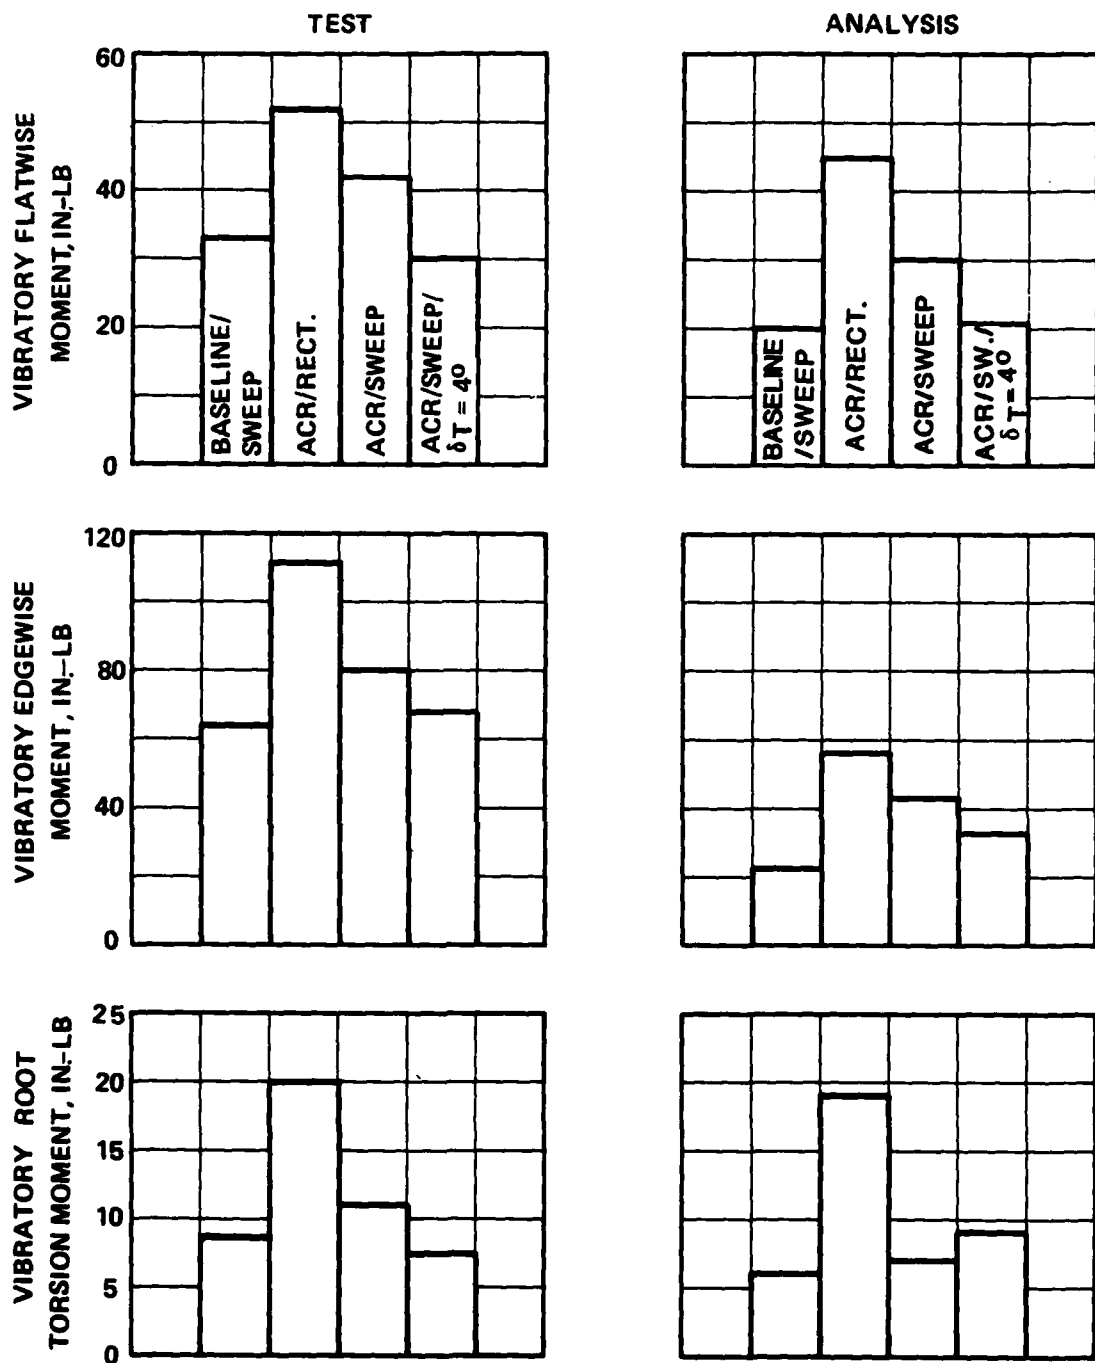 TEST
ANALYSIS
VIBRATORY FLATWISE
MOMENT, IN,-LB
60
40
20
0
BASELINE/
SWEEP
ACR/RECT.
ACR/SWEEP
ACR/SWEEP/
δT = 4º
BASELINE
/SWEEP
ACR/RECT.
ACR/SWEEP
ACR/SW./
δT = 4º
VIBRATORY EDGEWISE
MOMENT, IN.-LB
120
80
40
0
VIBRATORY ROOT
TORSION MOMENT, IN.-LB
25
20
15
10
5
0